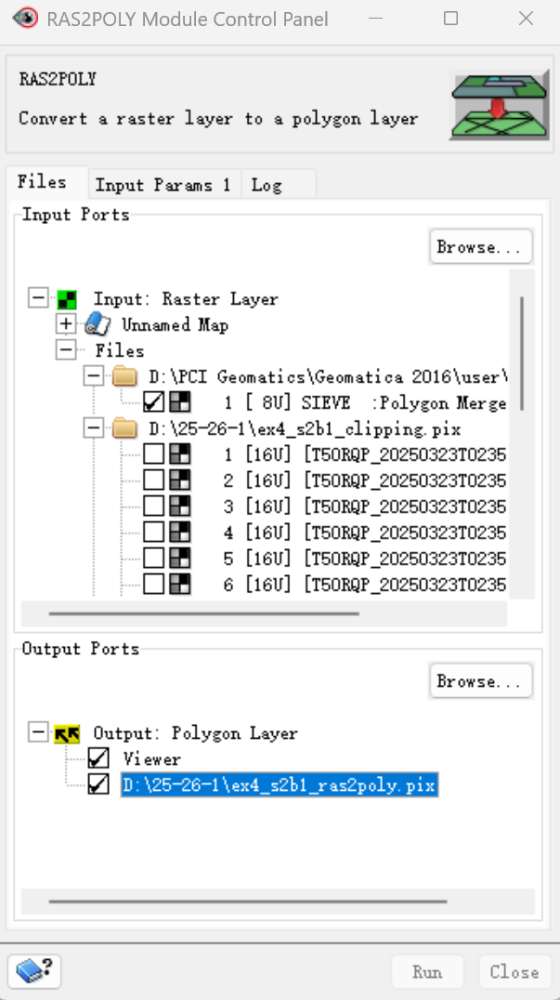 RAS2POLY Module Control Panel
RAS2POLY
Convert a raster layer to a polygon layer
Files
Input Params 1
Log
Input Ports
Browse...
Input: Raster Layer
Unnamed Map
Files
D:\PCI Geomatics\Geomatica 2016\user\
1 [ 8U] SIEVE :Polygon Merge
D:\25-26-1\ex4_s2b1_clipping.pix
1 [16U] [T50RQP_20250323T0235
2 [16U] [T50RQP_20250323T0235
3 [16U] [T50RQP_20250323T0235
4 [16U] [T50RQP_20250323T0235
5 [16U] [T50RQP_20250323T0235
6 [16U] [T50RQP_20250323T0235
Output Ports
Browse...
Output: Polygon Layer
Viewer
D:\25-26-1\ex4_s2b1_ras2poly.pix
?
Run
Close